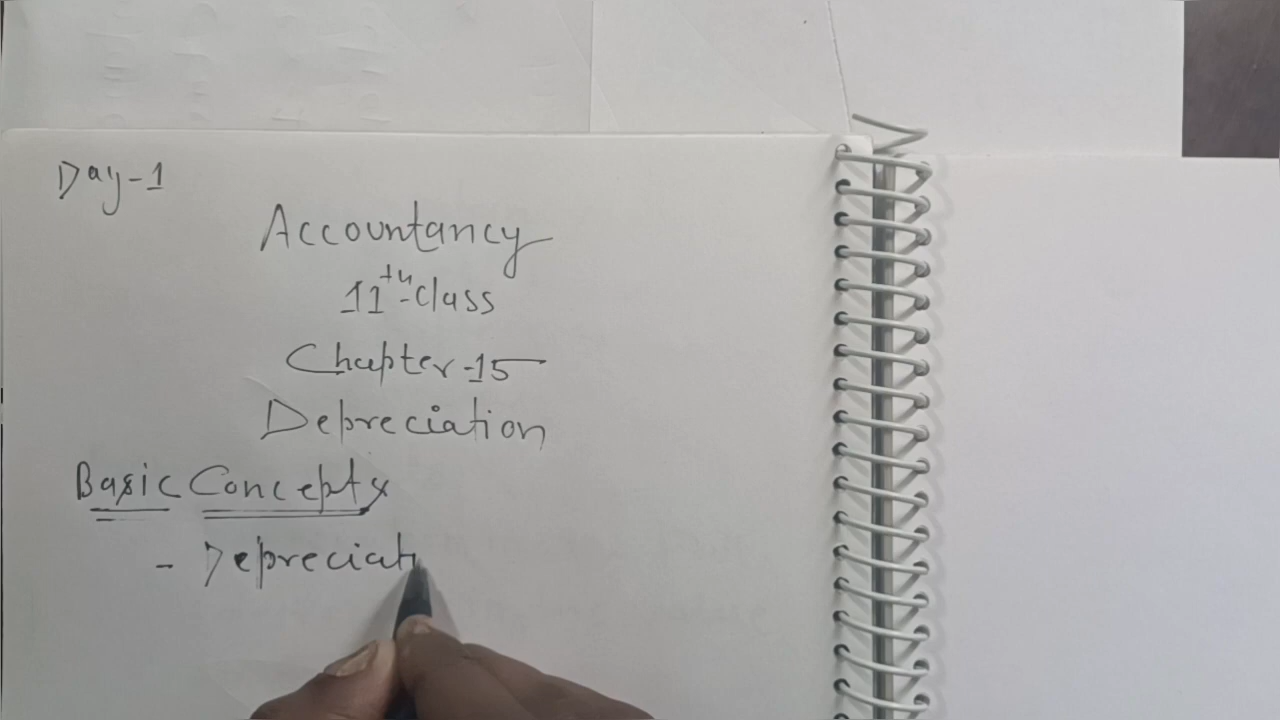 Day-1
Accountancy
11th-Class
Chapter-15
Depreciation
Basic Concepts
- Depreciat